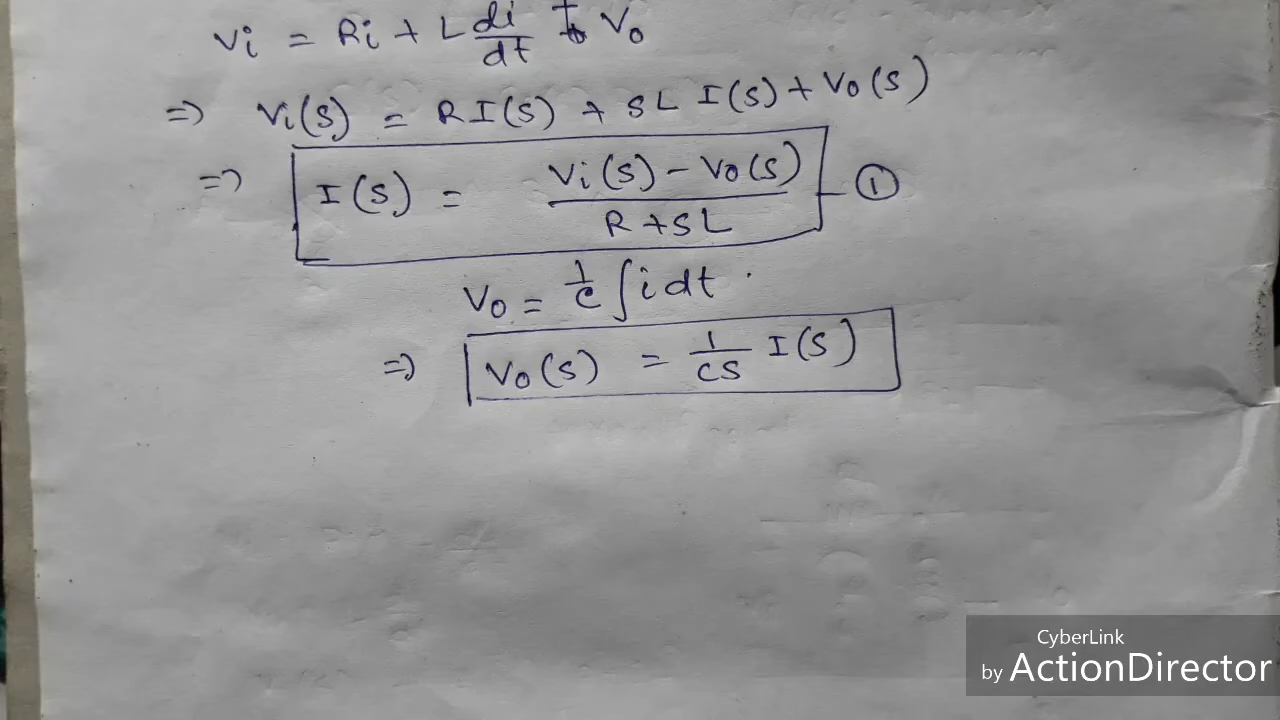 Vi = Ri + L di/dt + Vo
=> Vi(s) = RI(s) + SL I(s) + Vo(s)
=> I(s) = Vi(s) - Vo(s) / R + SL — ①
Vo = 1/c ∫ i dt .
=> Vo(s) = 1/cs I(s)
CyberLink
by ActionDirector